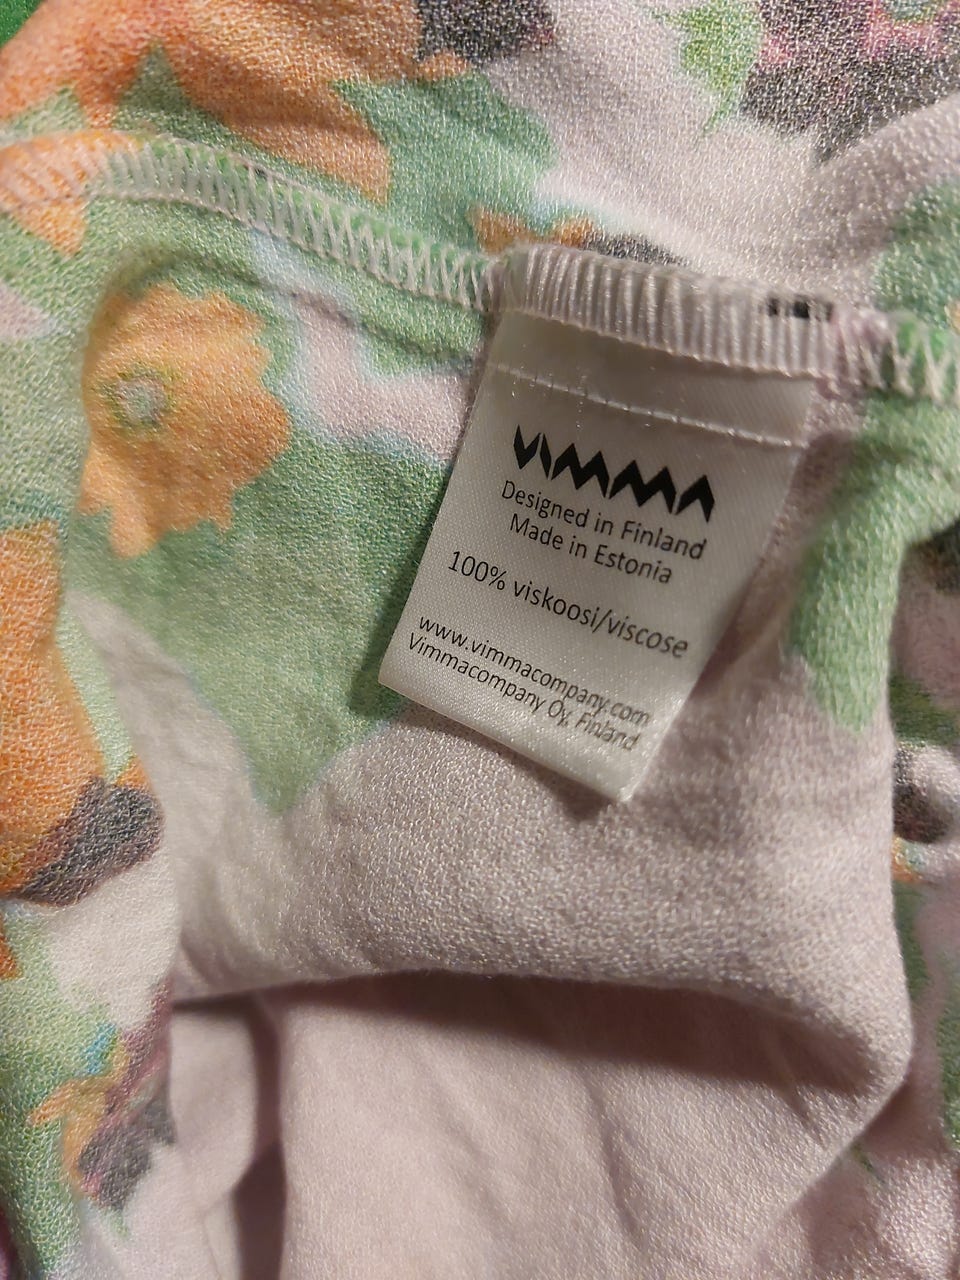 VIMMA
Designed in Finland
Made in Estonia
100% viskoosi/viscose
www.vimmacompany.com
Vimmacompany Oy, Finland